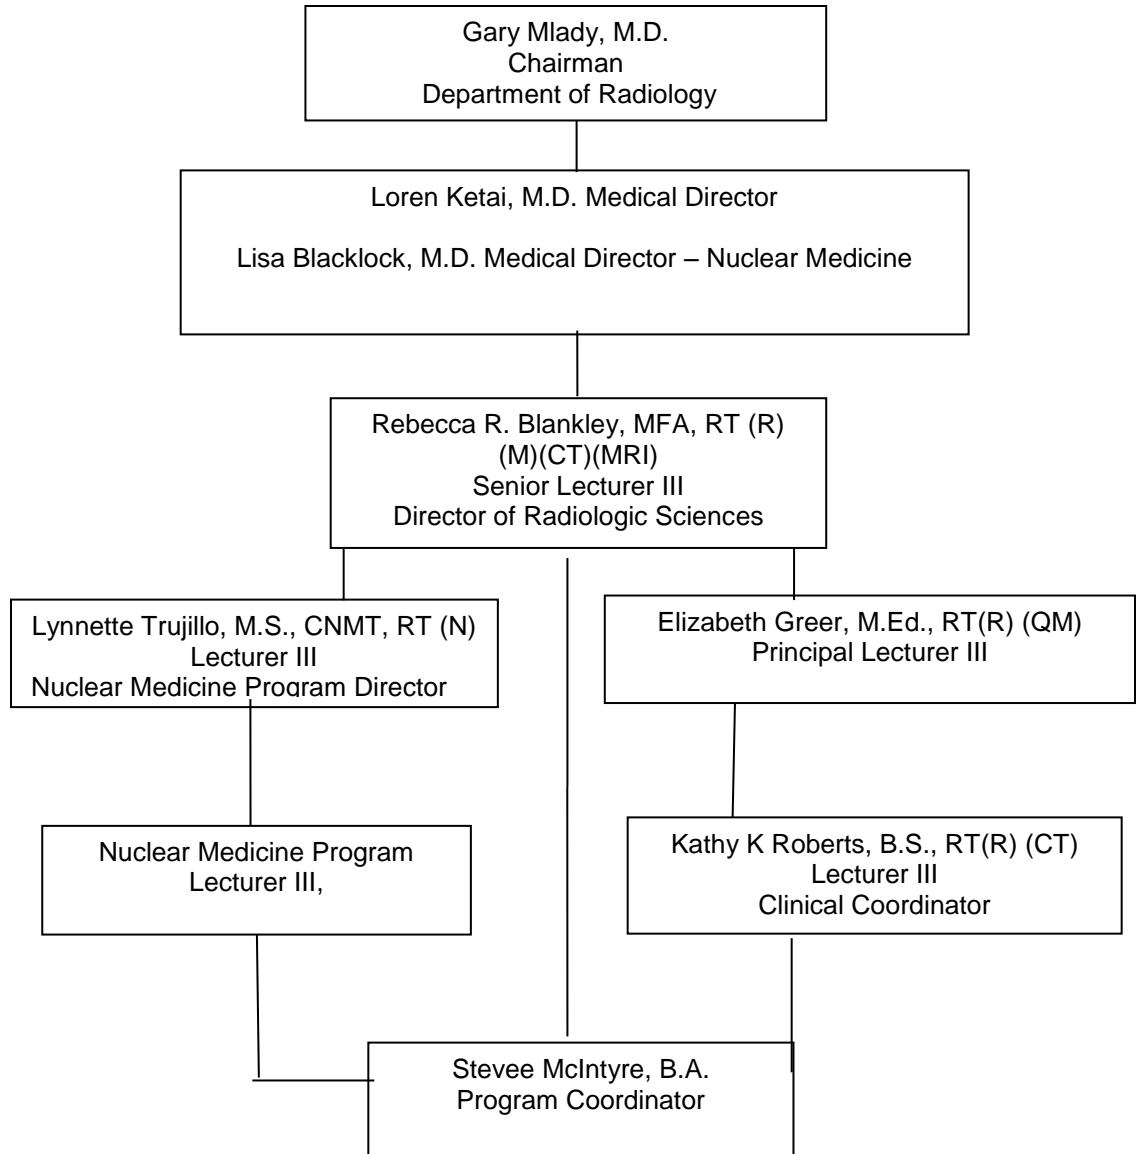 Gary Mlady, M.D.
Chairman
Department of Radiology
Loren Ketai, M.D. Medical Director
Lisa Blacklock, M.D. Medical Director – Nuclear Medicine
Rebecca R. Blankley, MFA, RT (R)
(M)(CT)(MRI)
Senior Lecturer III
Director of Radiologic Sciences
Lynnette Trujillo, M.S., CNMT, RT (N)
Lecturer III
Nuclear Medicine Program Director
Elizabeth Greer, M.Ed., RT(R) (QM)
Principal Lecturer III
Nuclear Medicine Program
Lecturer III,
Kathy K Roberts, B.S., RT(R) (CT)
Lecturer III
Clinical Coordinator
Stevee McIntyre, B.A.
Program Coordinator